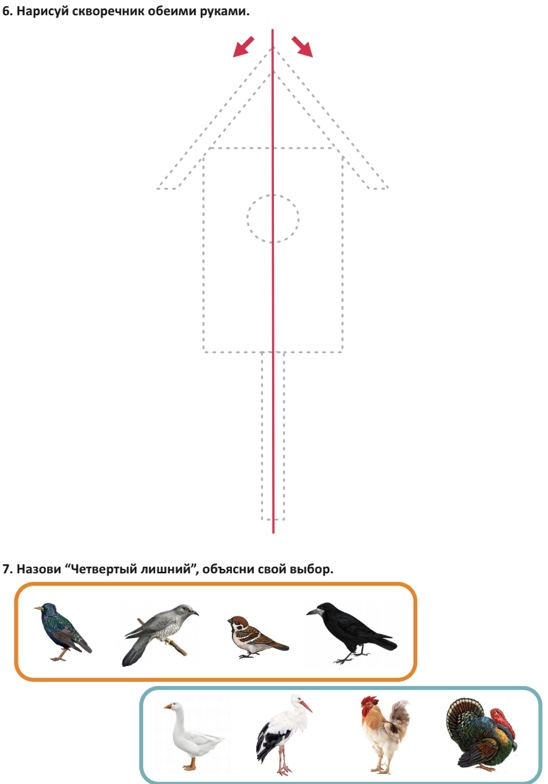 6. Нарисуй скворечник обеими руками.
7. Назови “Четвертый лишний”, объясни свой выбор.